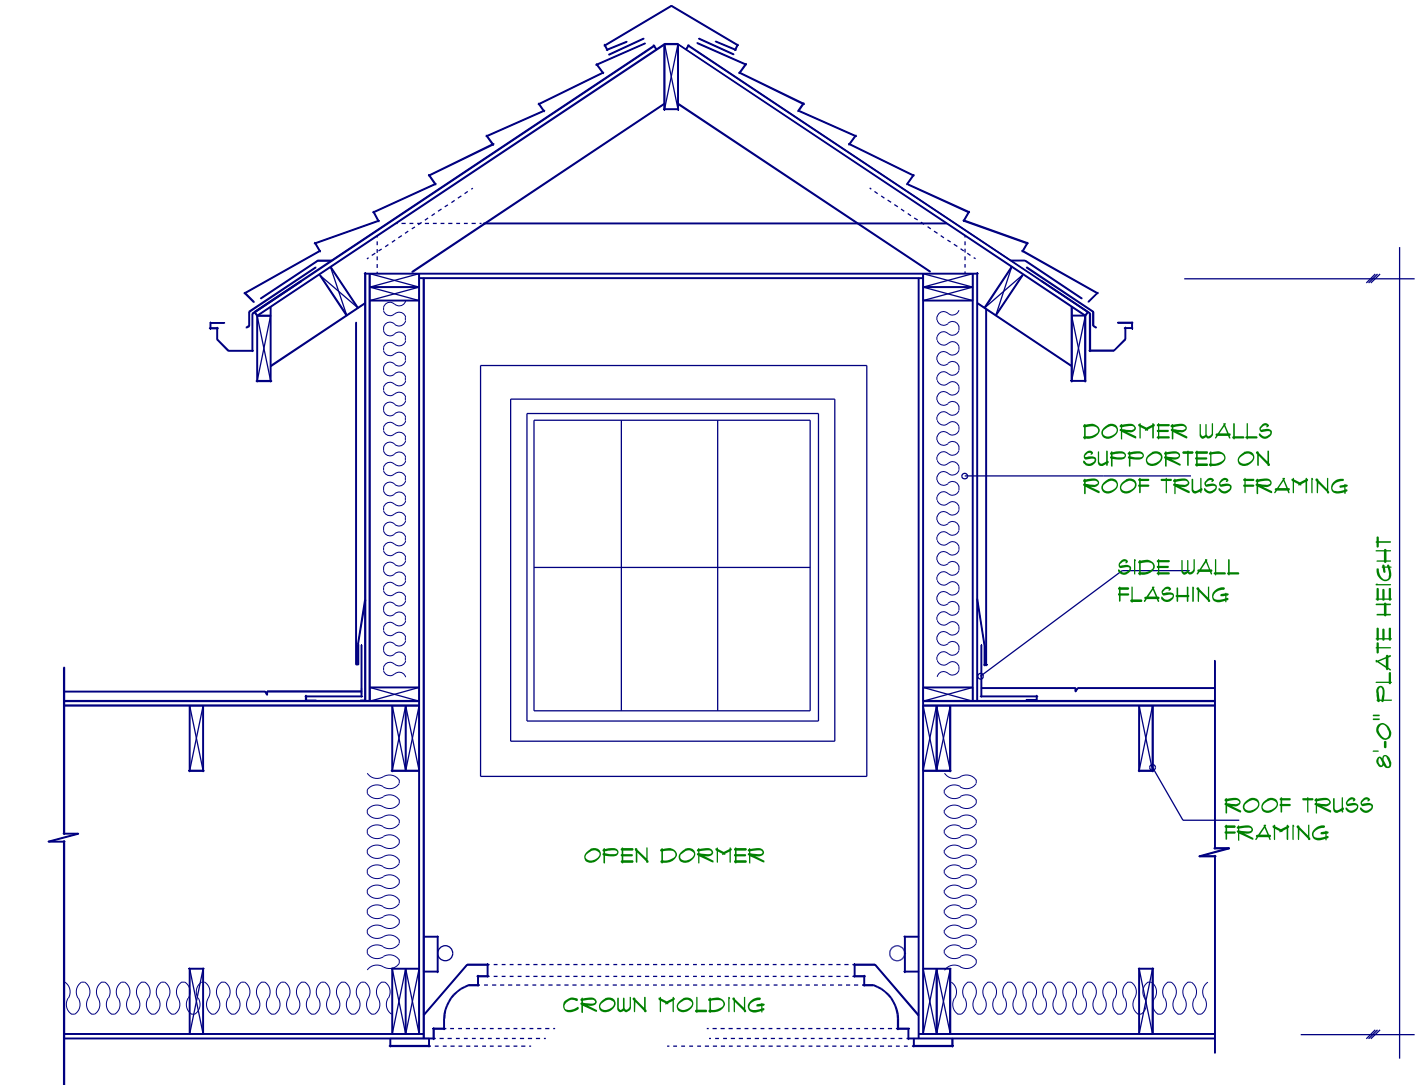 DORMER WALLS
SUPPORTED ON
ROOF TRUSS FRAMING
SIDE WALL
FLASHING
8'-0" PLATE HEIGHT
ROOF TRUSS
FRAMING
OPEN DORMER
CROWN MOLDING